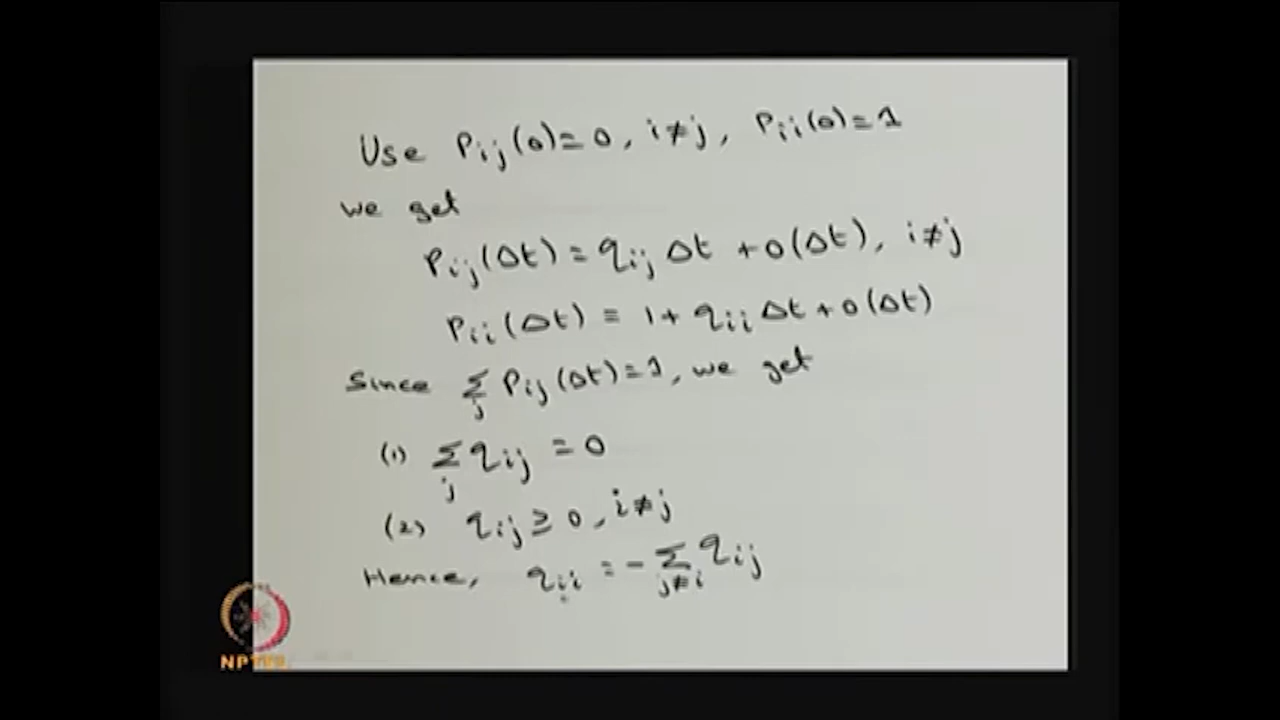 Use Pij(0)=0, i≠j, Pii(0)=1
we get
Pij(Δt) = qij Δt + o(Δt), i≠j
Pii(Δt) = 1 + qii Δt + o(Δt)
Since Σj Pij(Δt)=1, we get
(1) Σj qij = 0
(2) qij ≥ 0, i≠j
Hence, qii = - Σj≠i qij
NPTEL